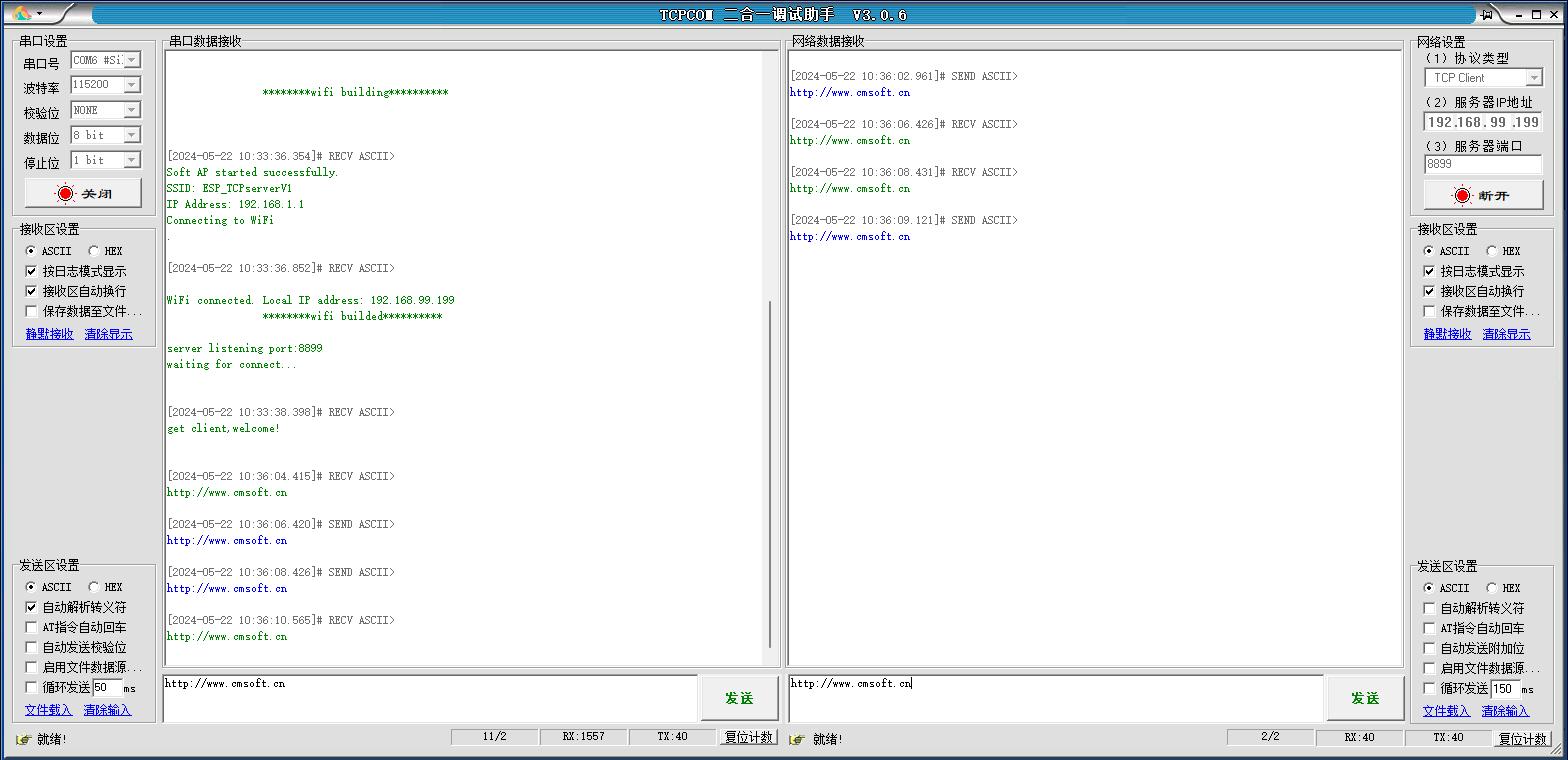 TCPCOM 二合一调试助手 V3.0.6
串口设置
串口号 COM6 #Si
波特率 115200
校验位 NONE
数据位 8 bit
停止位 1 bit
关闭
接收区设置
ASCII HEX
按日志模式显示
接收区自动换行
保存数据至文件...
静默接收 清除显示
发送区设置
ASCII HEX
自动解析转义符
AT指令自动回车
自动发送校验位
启用文件数据源...
循环发送 50 ms
文件载入 清除输入
就绪!
串口数据接收
********wifi building**********
[2024-05-22 10:33:36.354]# RECV ASCII>
Soft AP started successfully.
SSID: ESP_TCPserverV1
IP Address: 192.168.1.1
Connecting to WiFi
.
[2024-05-22 10:33:36.852]# RECV ASCII>
WiFi connected. Local IP address: 192.168.99.199
********wifi builded**********
server listening port:8899
waiting for connect...
[2024-05-22 10:33:38.398]# RECV ASCII>
get client,welcome!
[2024-05-22 10:36:04.415]# RECV ASCII>
http://www.cmsoft.cn
[2024-05-22 10:36:06.420]# SEND ASCII>
http://www.cmsoft.cn
[2024-05-22 10:36:08.426]# SEND ASCII>
http://www.cmsoft.cn
[2024-05-22 10:36:10.565]# RECV ASCII>
http://www.cmsoft.cn
http://www.cmsoft.cn
发送
11/2 RX:1557 TX:40 复位计数
网络数据接收
[2024-05-22 10:36:02.961]# SEND ASCII>
http://www.cmsoft.cn
[2024-05-22 10:36:06.426]# RECV ASCII>
http://www.cmsoft.cn
[2024-05-22 10:36:08.431]# RECV ASCII>
http://www.cmsoft.cn
[2024-05-22 10:36:09.121]# SEND ASCII>
http://www.cmsoft.cn
http://www.cmsoft.cn
发送
就绪!
2/2 RX:40 TX:40 复位计数
网络设置
（1）协议类型
TCP Client
（2）服务器IP地址
192.168.99.199
（3）服务器端口
8899
断开
接收区设置
ASCII HEX
按日志模式显示
接收区自动换行
保存数据至文件...
静默接收 清除显示
发送区设置
ASCII HEX
自动解析转义符
AT指令自动回车
自动发送附加位
启用文件数据源...
循环发送 150 ms
文件载入 清除输入